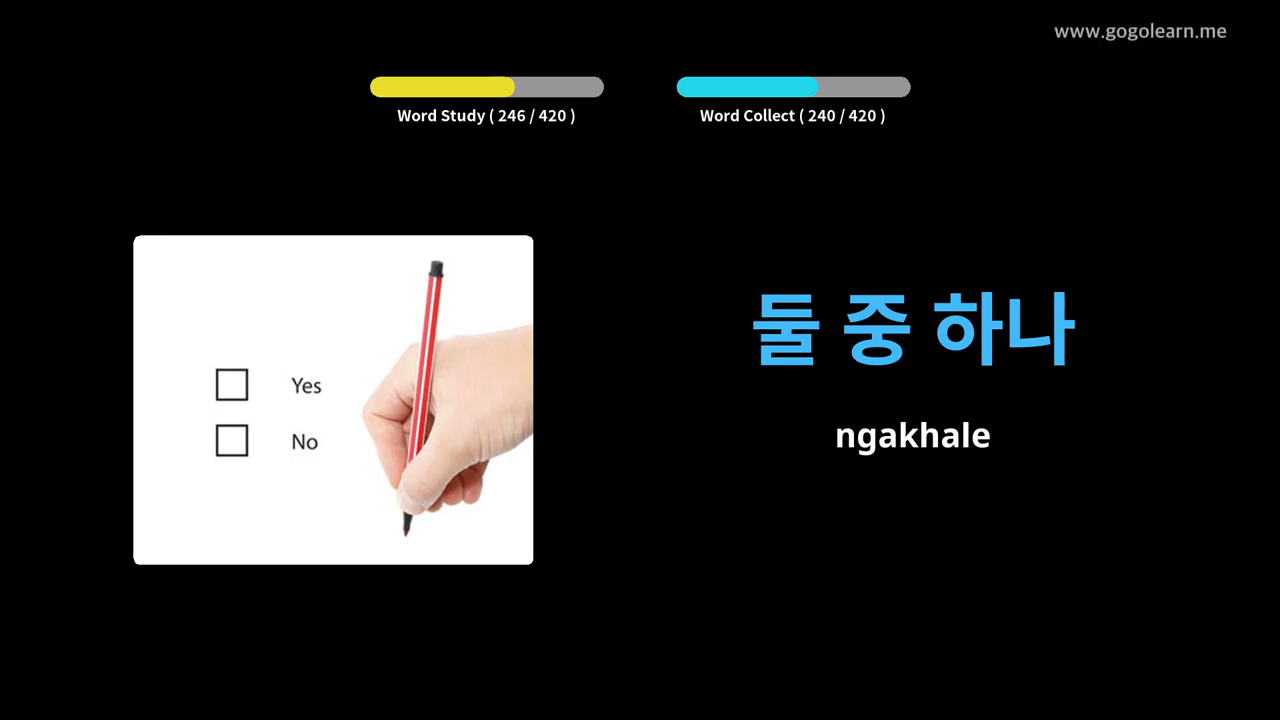 www.gogolearn.me
Word Study ( 246 / 420 )
Word Collect ( 240 / 420 )
Yes
No
둘 중 하나
ngakhale